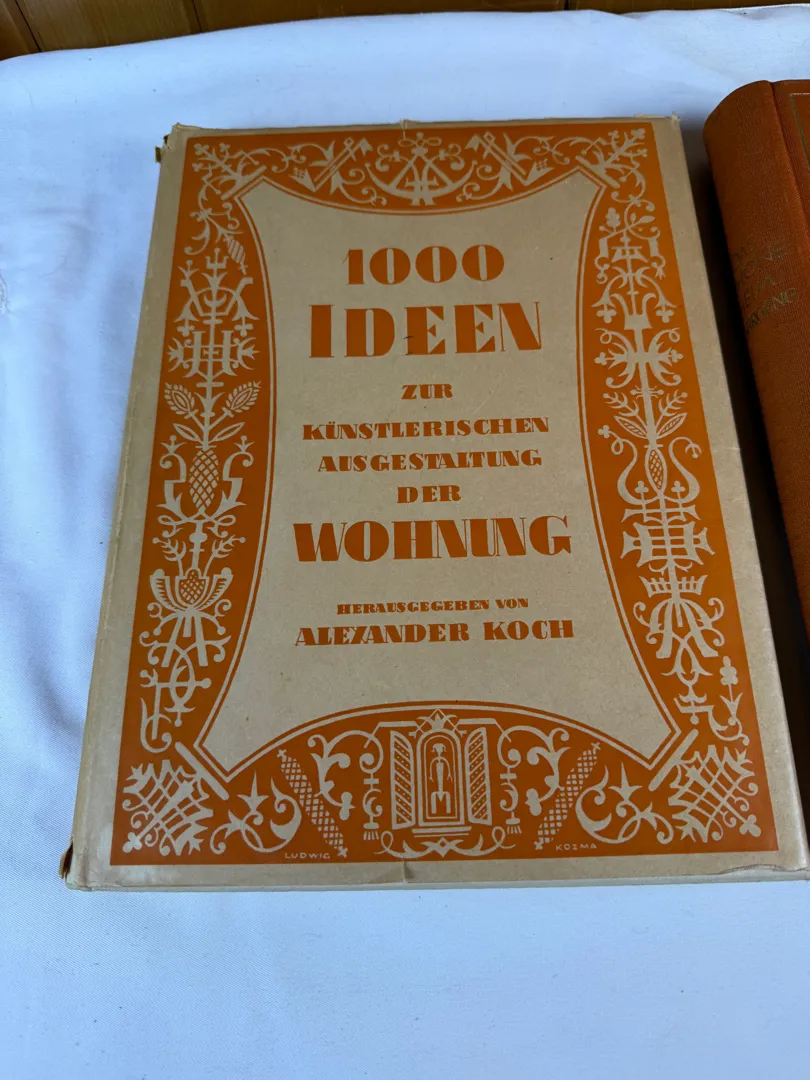 1000
IDEEN
ZUR
KÜNSTLERISCHEN
AUSGESTALTUNG
DER
WOHNUNG
HERAUSGEGEBEN VON
ALEXANDER KOCH
LUDWIG KOZMA